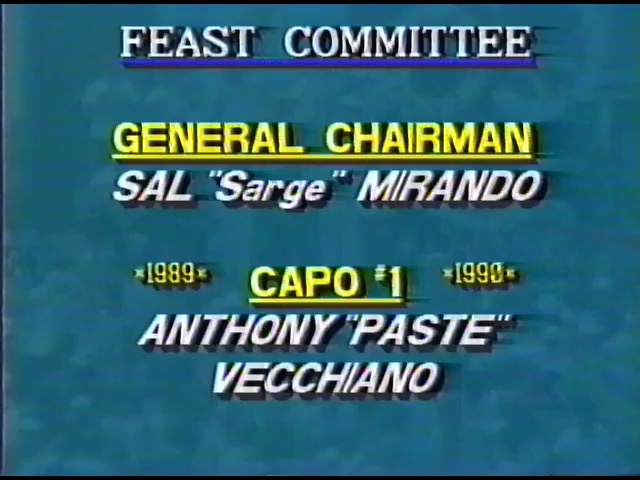 FEAST COMMITTEE
GENERAL CHAIRMAN
SAL "Sarge" MIRANDO
*1989* CAPO #1 *1990*
ANTHONY "PASTE"
VECCHIANO